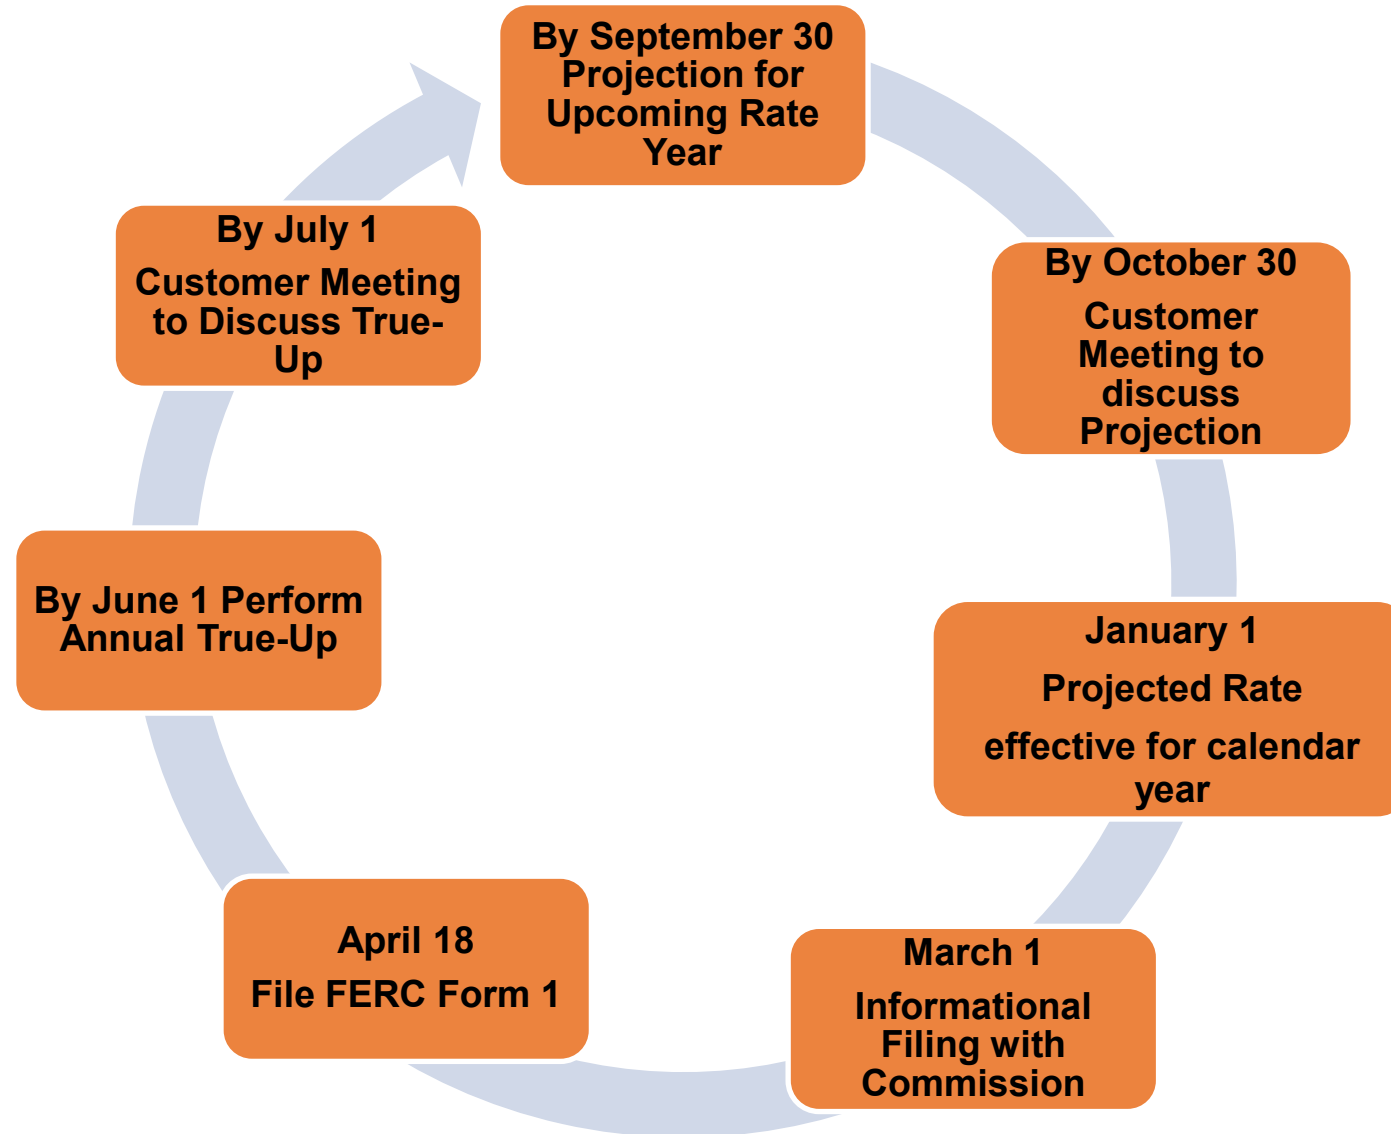 By September 30
Projection for
Upcoming Rate
Year
By October 30
Customer
Meeting to
discuss
Projection
January 1
Projected Rate
effective for calendar
year
March 1
Informational
Filing with
Commission
April 18
File FERC Form 1
By June 1 Perform
Annual True-Up
By July 1
Customer Meeting
to Discuss True-
Up